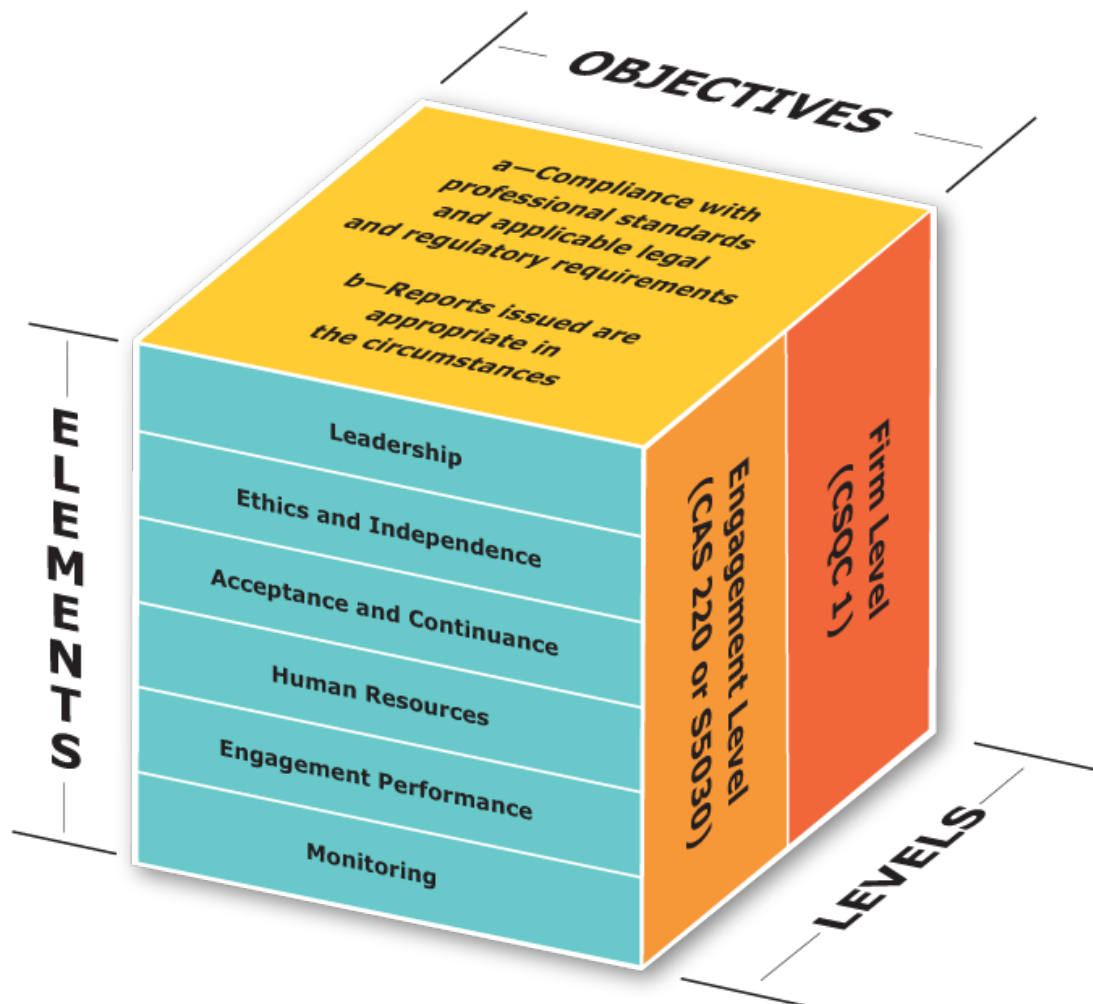 OBJECTIVES
a—Compliance with
professional standards
and applicable legal
and regulatory requirements
b—Reports issued are
appropriate in
the circumstances
ELEMENTS
Leadership
Ethics and Independence
Acceptance and Continuance
Human Resources
Engagement Performance
Monitoring
Engagement Level
(CAS 220 or S5030)
Firm Level
(CSQC 1)
LEVELS